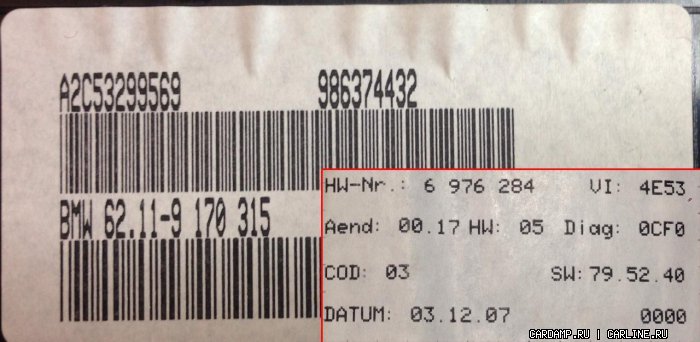 A2C53299569 986374432
BMW 62.11-9 170 315
HW-Nr.: 6 976 284 VI: 4E53
Aend: 00.17 HW: 05 Diag: 0CF0
COD: 03 SW: 79.52.40
DATUM: 03.12.07 0000
CARDAMP.RU | CARLINE.RU